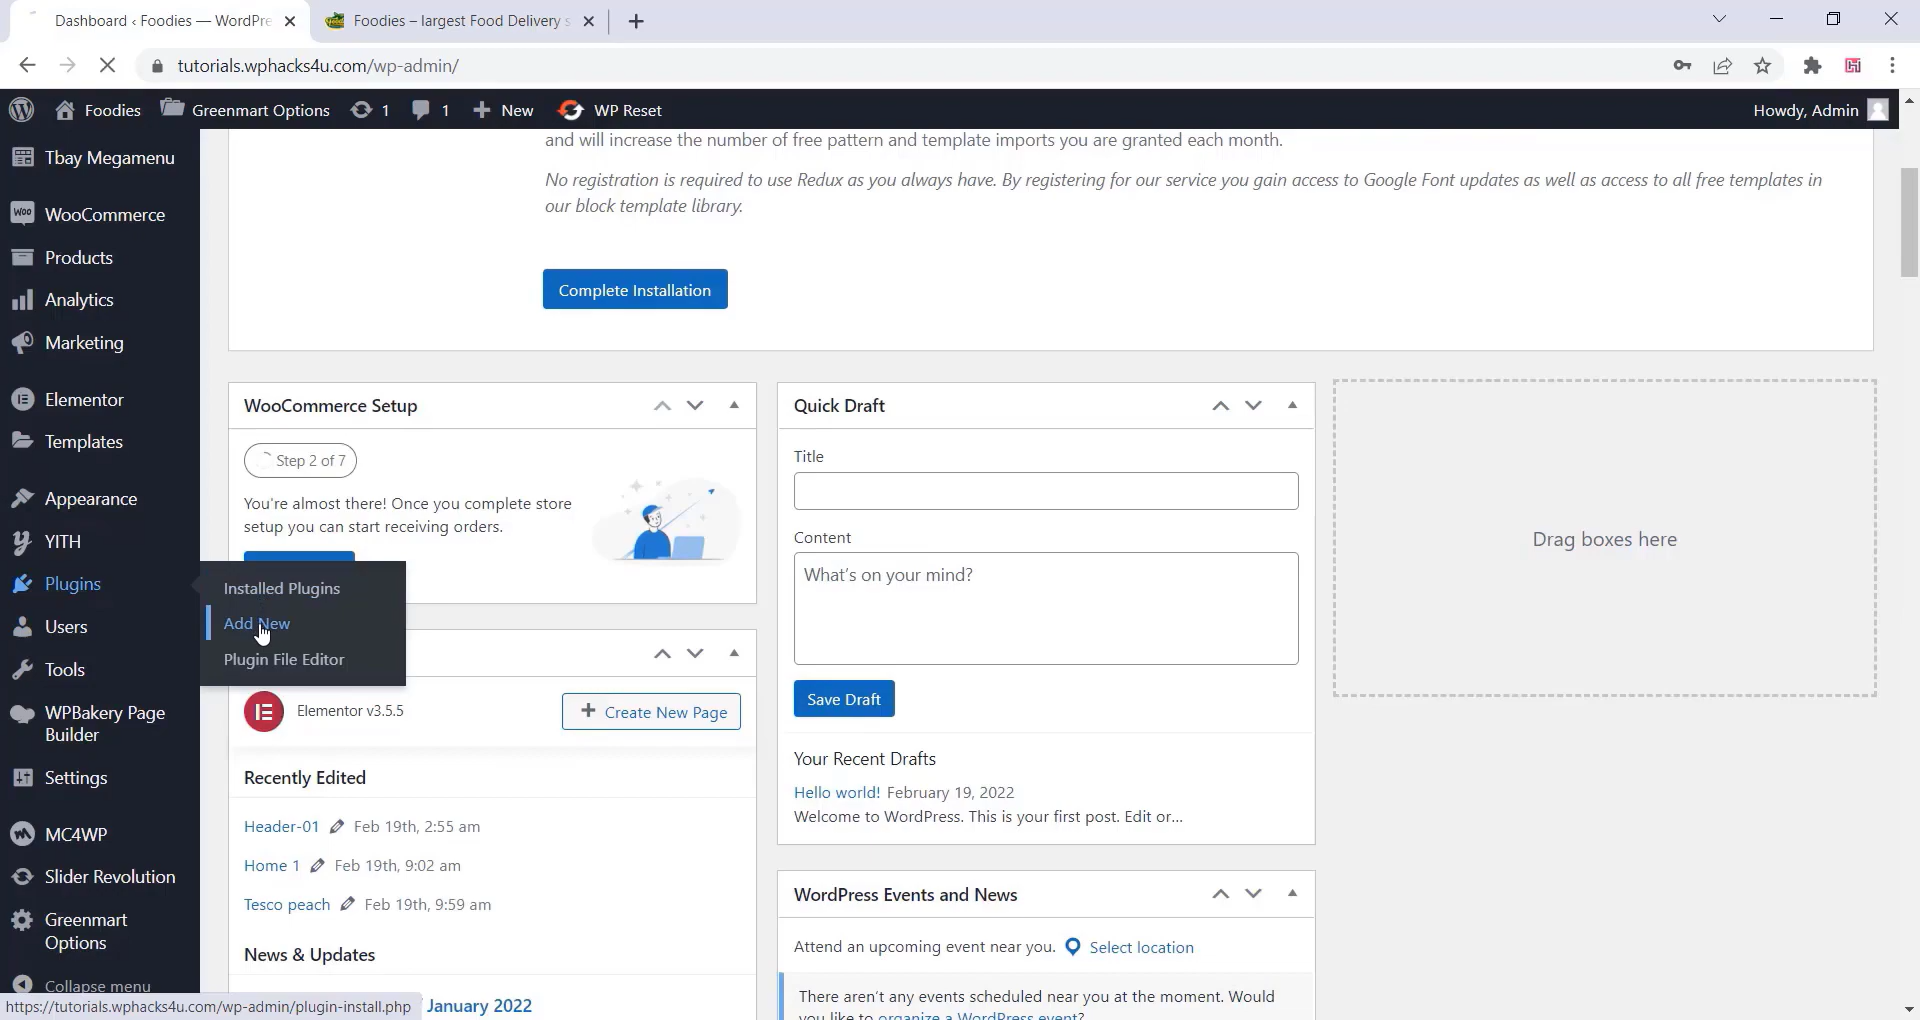 Dashboard ‹ Foodies — WordPre
Foodies – largest Food Delivery s
tutorials.wphacks4u.com/wp-admin/
Foodies
Greenmart Options
1
1
New
WP Reset
Howdy, Admin
Tbay Megamenu
WooCommerce
Products
Analytics
Marketing
Elementor
Templates
Appearance
YITH
Plugins
Users
Tools
WPBakery Page
Builder
Settings
MC4WP
Slider Revolution
Greenmart
Options
Collapse menu
Installed Plugins
Add New
Plugin File Editor
and will increase the number of free pattern and template imports you are granted each month.
No registration is required to use Redux as you always have. By registering for our service you gain access to Google Font updates as well as access to all free templates in
our block template library.
Complete Installation
WooCommerce Setup
Step 2 of 7
You're almost there! Once you complete store
setup you can start receiving orders.
Elementor v3.5.5
Create New Page
Recently Edited
Header-01 Feb 19th, 2:55 am
Home 1 Feb 19th, 9:02 am
Tesco peach Feb 19th, 9:59 am
News & Updates
January 2022
Quick Draft
Title
Content
What's on your mind?
Save Draft
Your Recent Drafts
Hello world! February 19, 2022
Welcome to WordPress. This is your first post. Edit or...
WordPress Events and News
Attend an upcoming event near you. Select location
There aren't any events scheduled near you at the moment. Would
you like to organize a WordPress event?
Drag boxes here
https://tutorials.wphacks4u.com/wp-admin/plugin-install.php